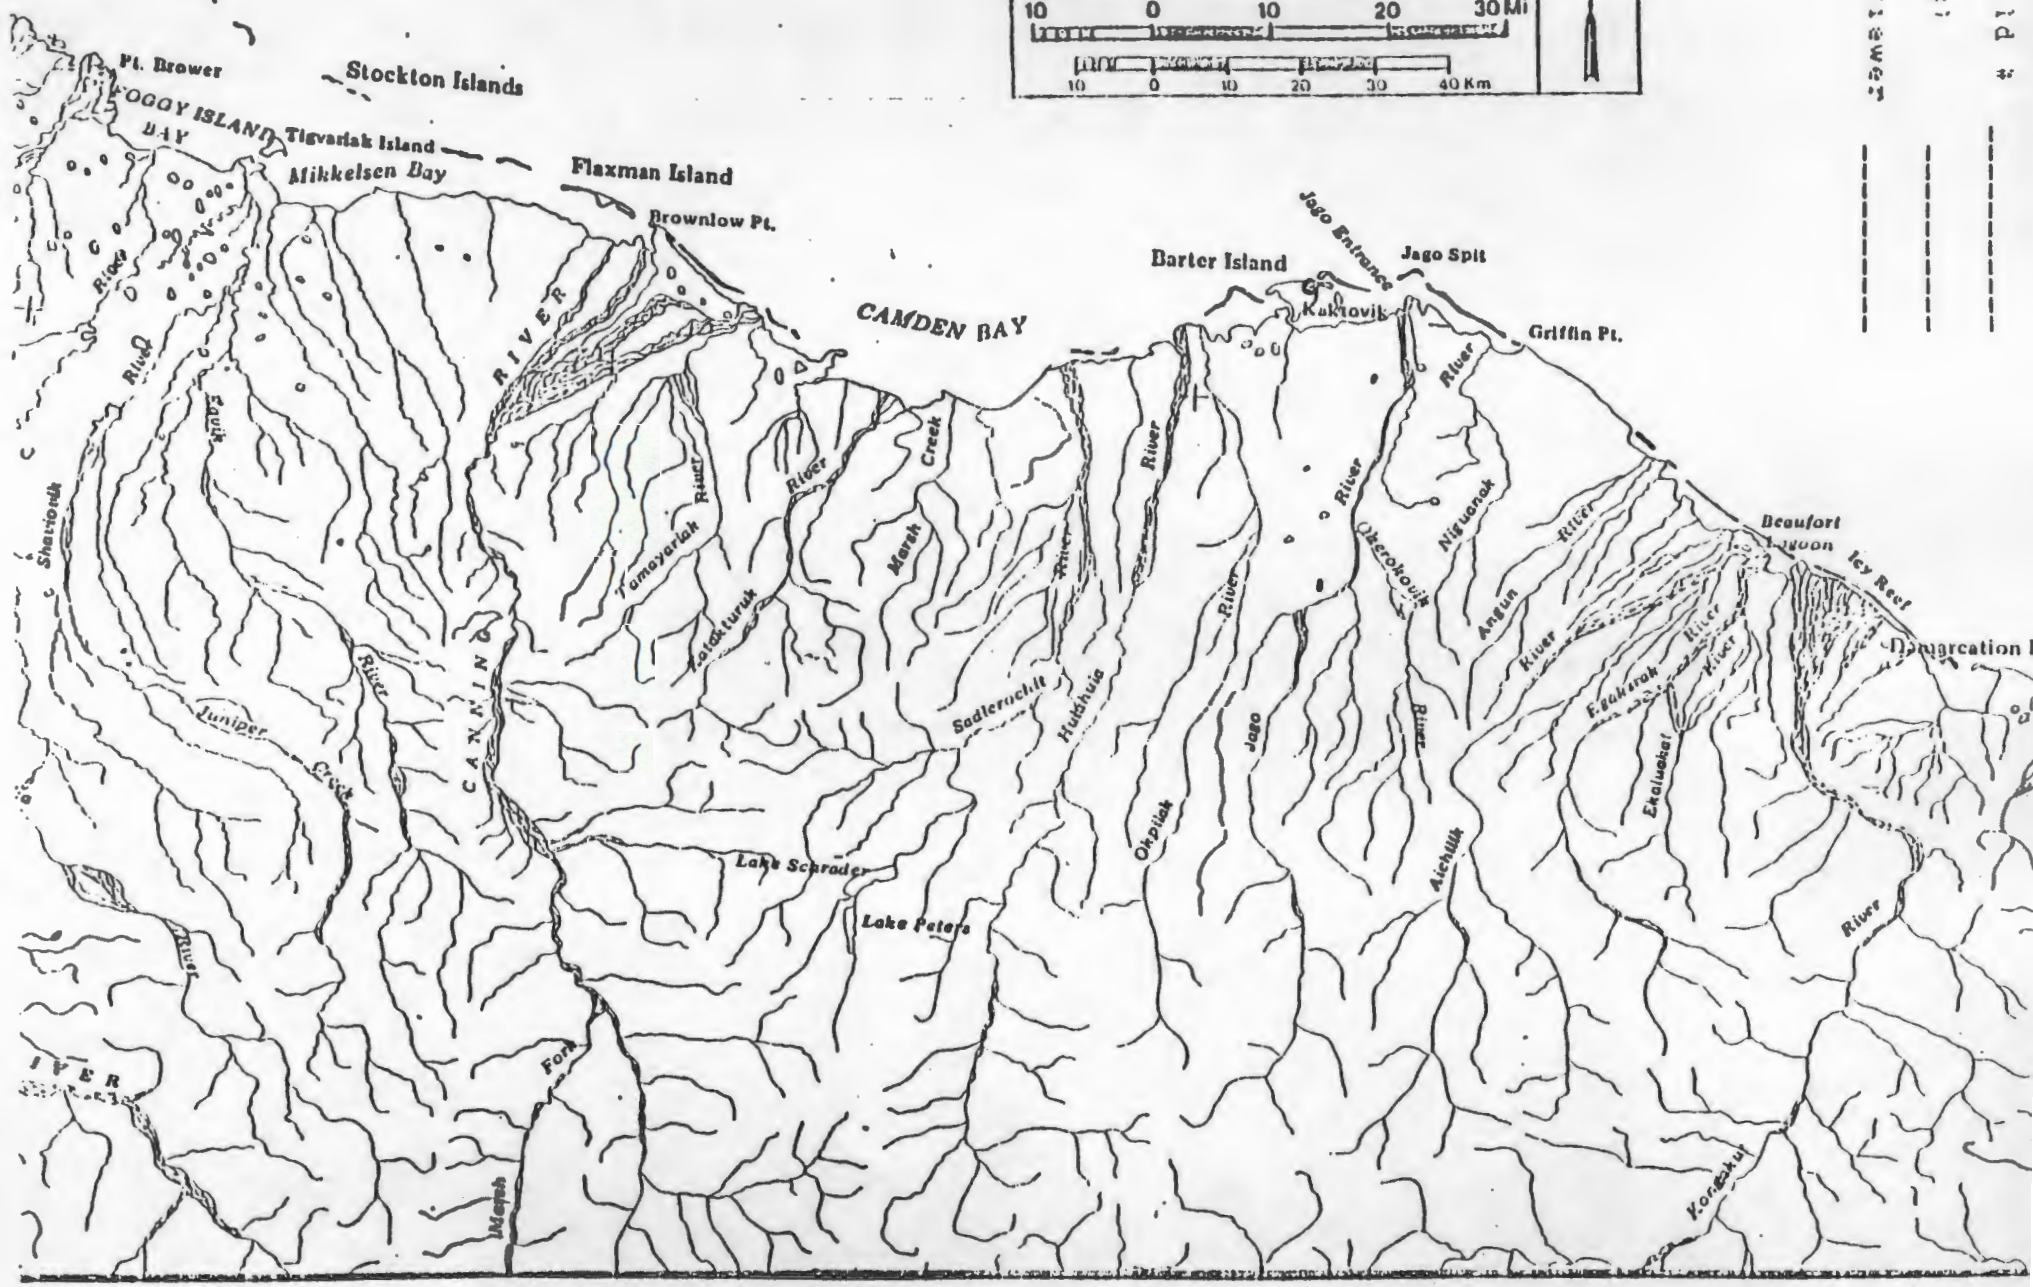 10 0 10 20 30 Mi
10 0 10 20 30 40 Km
Pt. Brower
Stockton Islands
FOGGY ISLAND
BAY
Tigvariak Island
Mikkelsen Bay
Flaxman Island
Brownlow Pt.
CAMDEN BAY
Barter Island
Jago Entrance
Jago Spit
Kaktovik
Griffin Pt.
Beaufort
Lagoon
Icy Reef
River
River
Shaviovik
RIVER
CANNING
River
Tamayariak
River
Katakturuk
Creek
Marsh
River
Sadlerochit
River
Hulahula
River
Okpilak
River
Jago
Okerokovik
River
River
Niguanak
River
Angun
River
Aichilik
River
Egaksrak
River
Ekaluakat
River
Kongakut
Juniper
Creek
River
Lake Schrader
Lake Peters
River
Fork
Marsh